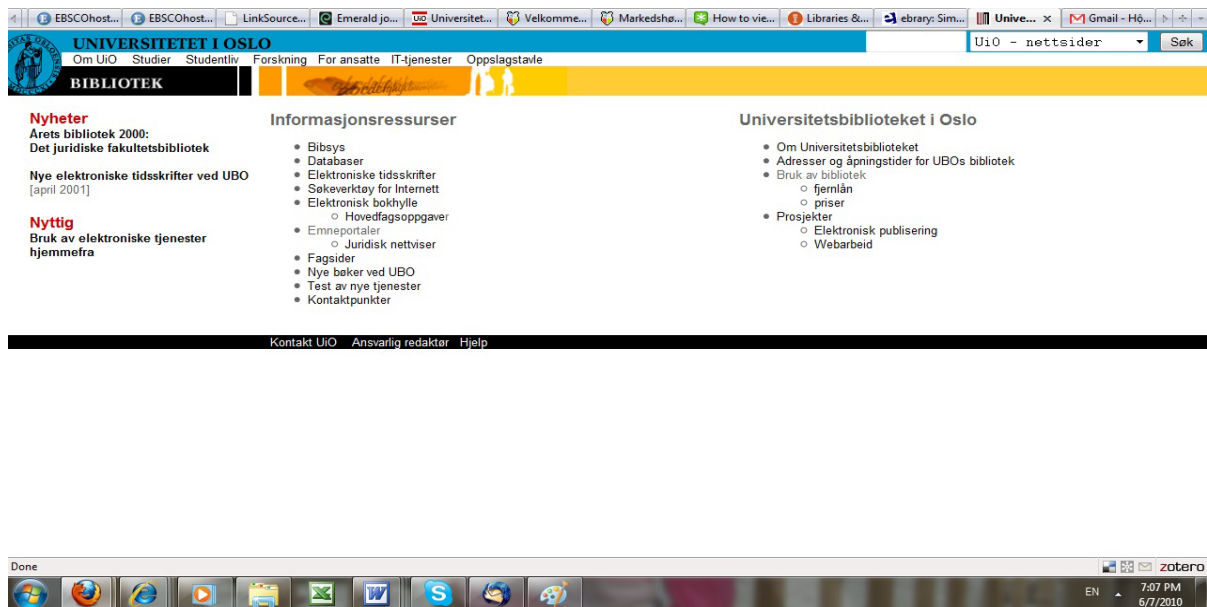 EBSCOhost...
EBSCOhost...
LinkSource...
Emerald jo...
UiO Universitet...
Velkomme...
Markedshø...
How to vie...
Libraries &...
ebrary: Sim...
Unive...
Gmail - Hộ...
UNIVERSITETET I OSLO
UiO - nettsider
Søk
Om UiO Studier Studentliv Forskning For ansatte IT-tjenester Oppslagstavle
BIBLIOTEK
Nyheter
Årets bibliotek 2000:
Det juridiske fakultetsbibliotek
Nye elektroniske tidsskrifter ved UBO
[april 2001]
Nyttig
Bruk av elektroniske tjenester
hjemmefra
Informasjonsressurser
Bibsys
Databaser
Elektroniske tidsskrifter
Søkeverktøy for Internett
Elektronisk bokhylle
Hovedfagsoppgaver
Emneportaler
Juridisk nettviser
Fagsider
Nye bøker ved UBO
Test av nye tjenester
Kontaktpunkter
Universitetsbiblioteket i Oslo
Om Universitetsbiblioteket
Adresser og åpningstider for UBOs bibliotek
Bruk av bibliotek
fjernlån
priser
Prosjekter
Elektronisk publisering
Webarbeid
Kontakt UiO Ansvarlig redaktør Hjelp
Done
zotero
EN
7:07 PM
6/7/2010